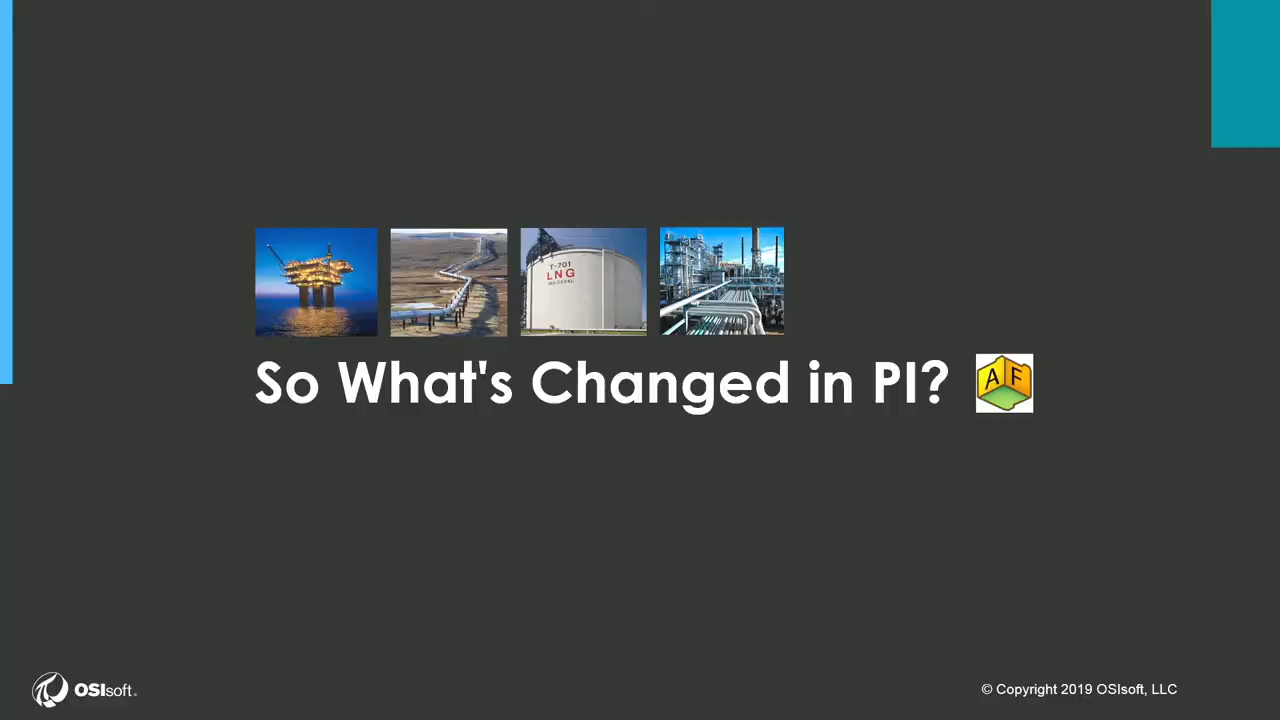 T-701
LNG
So What's Changed in PI?
AF
OSIsoft.
© Copyright 2019 OSIsoft, LLC